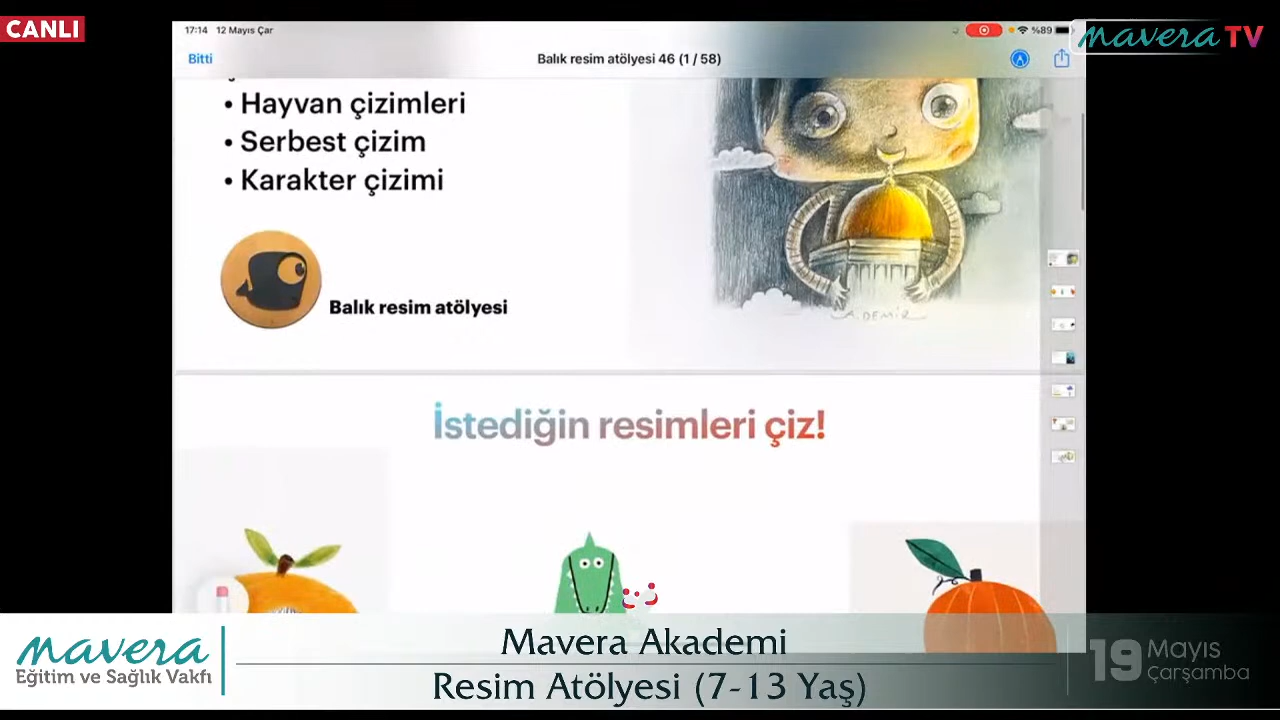 CANLI
17:14 12 Mayıs Çar
%89
mavera TV
Bitti
Balık resim atölyesi 46 (1 / 58)
• Hayvan çizimleri
• Serbest çizim
• Karakter çizimi
A.DEMİR
Balık resim atölyesi
İstediğin resimleri çiz!
mavera
Eğitim ve Sağlık Vakfı
Mavera Akademi
Resim Atölyesi (7-13 Yaş)
19 Mayıs
Çarşamba